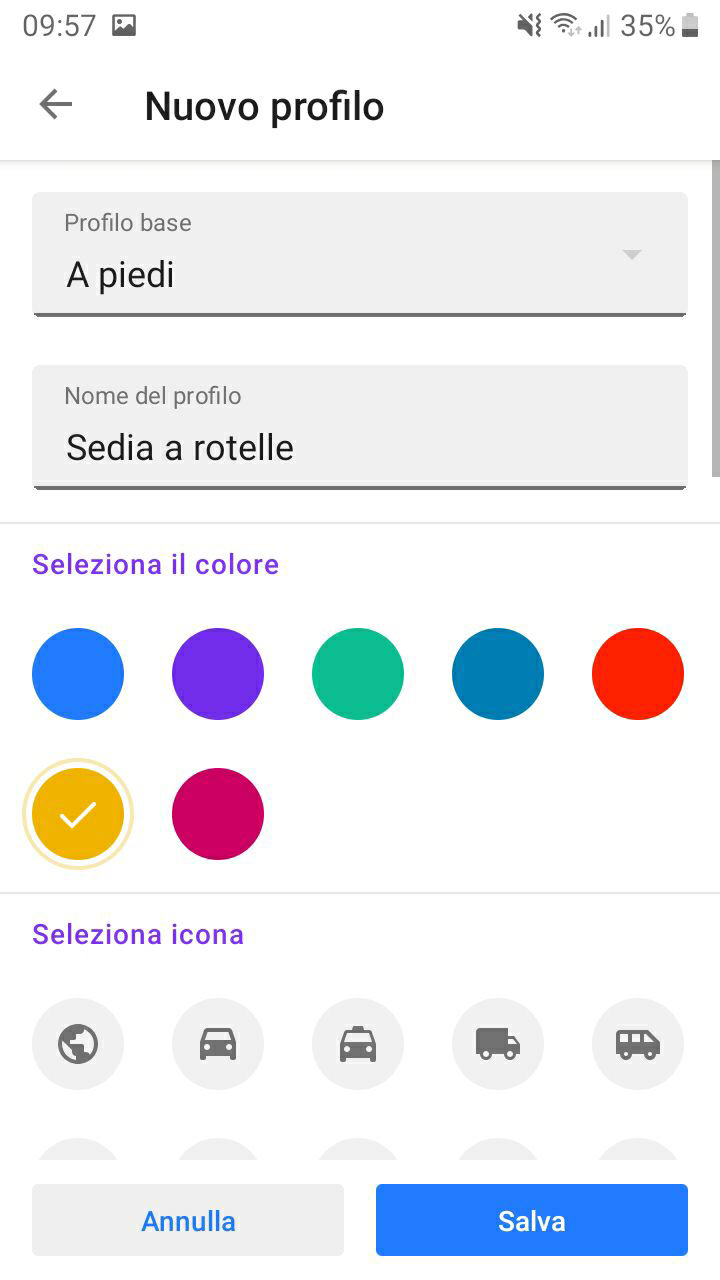 09:57
35%
Nuovo profilo
Profilo base
A piedi
Nome del profilo
Sedia a rotelle
Seleziona il colore
Seleziona icona
Annulla
Salva